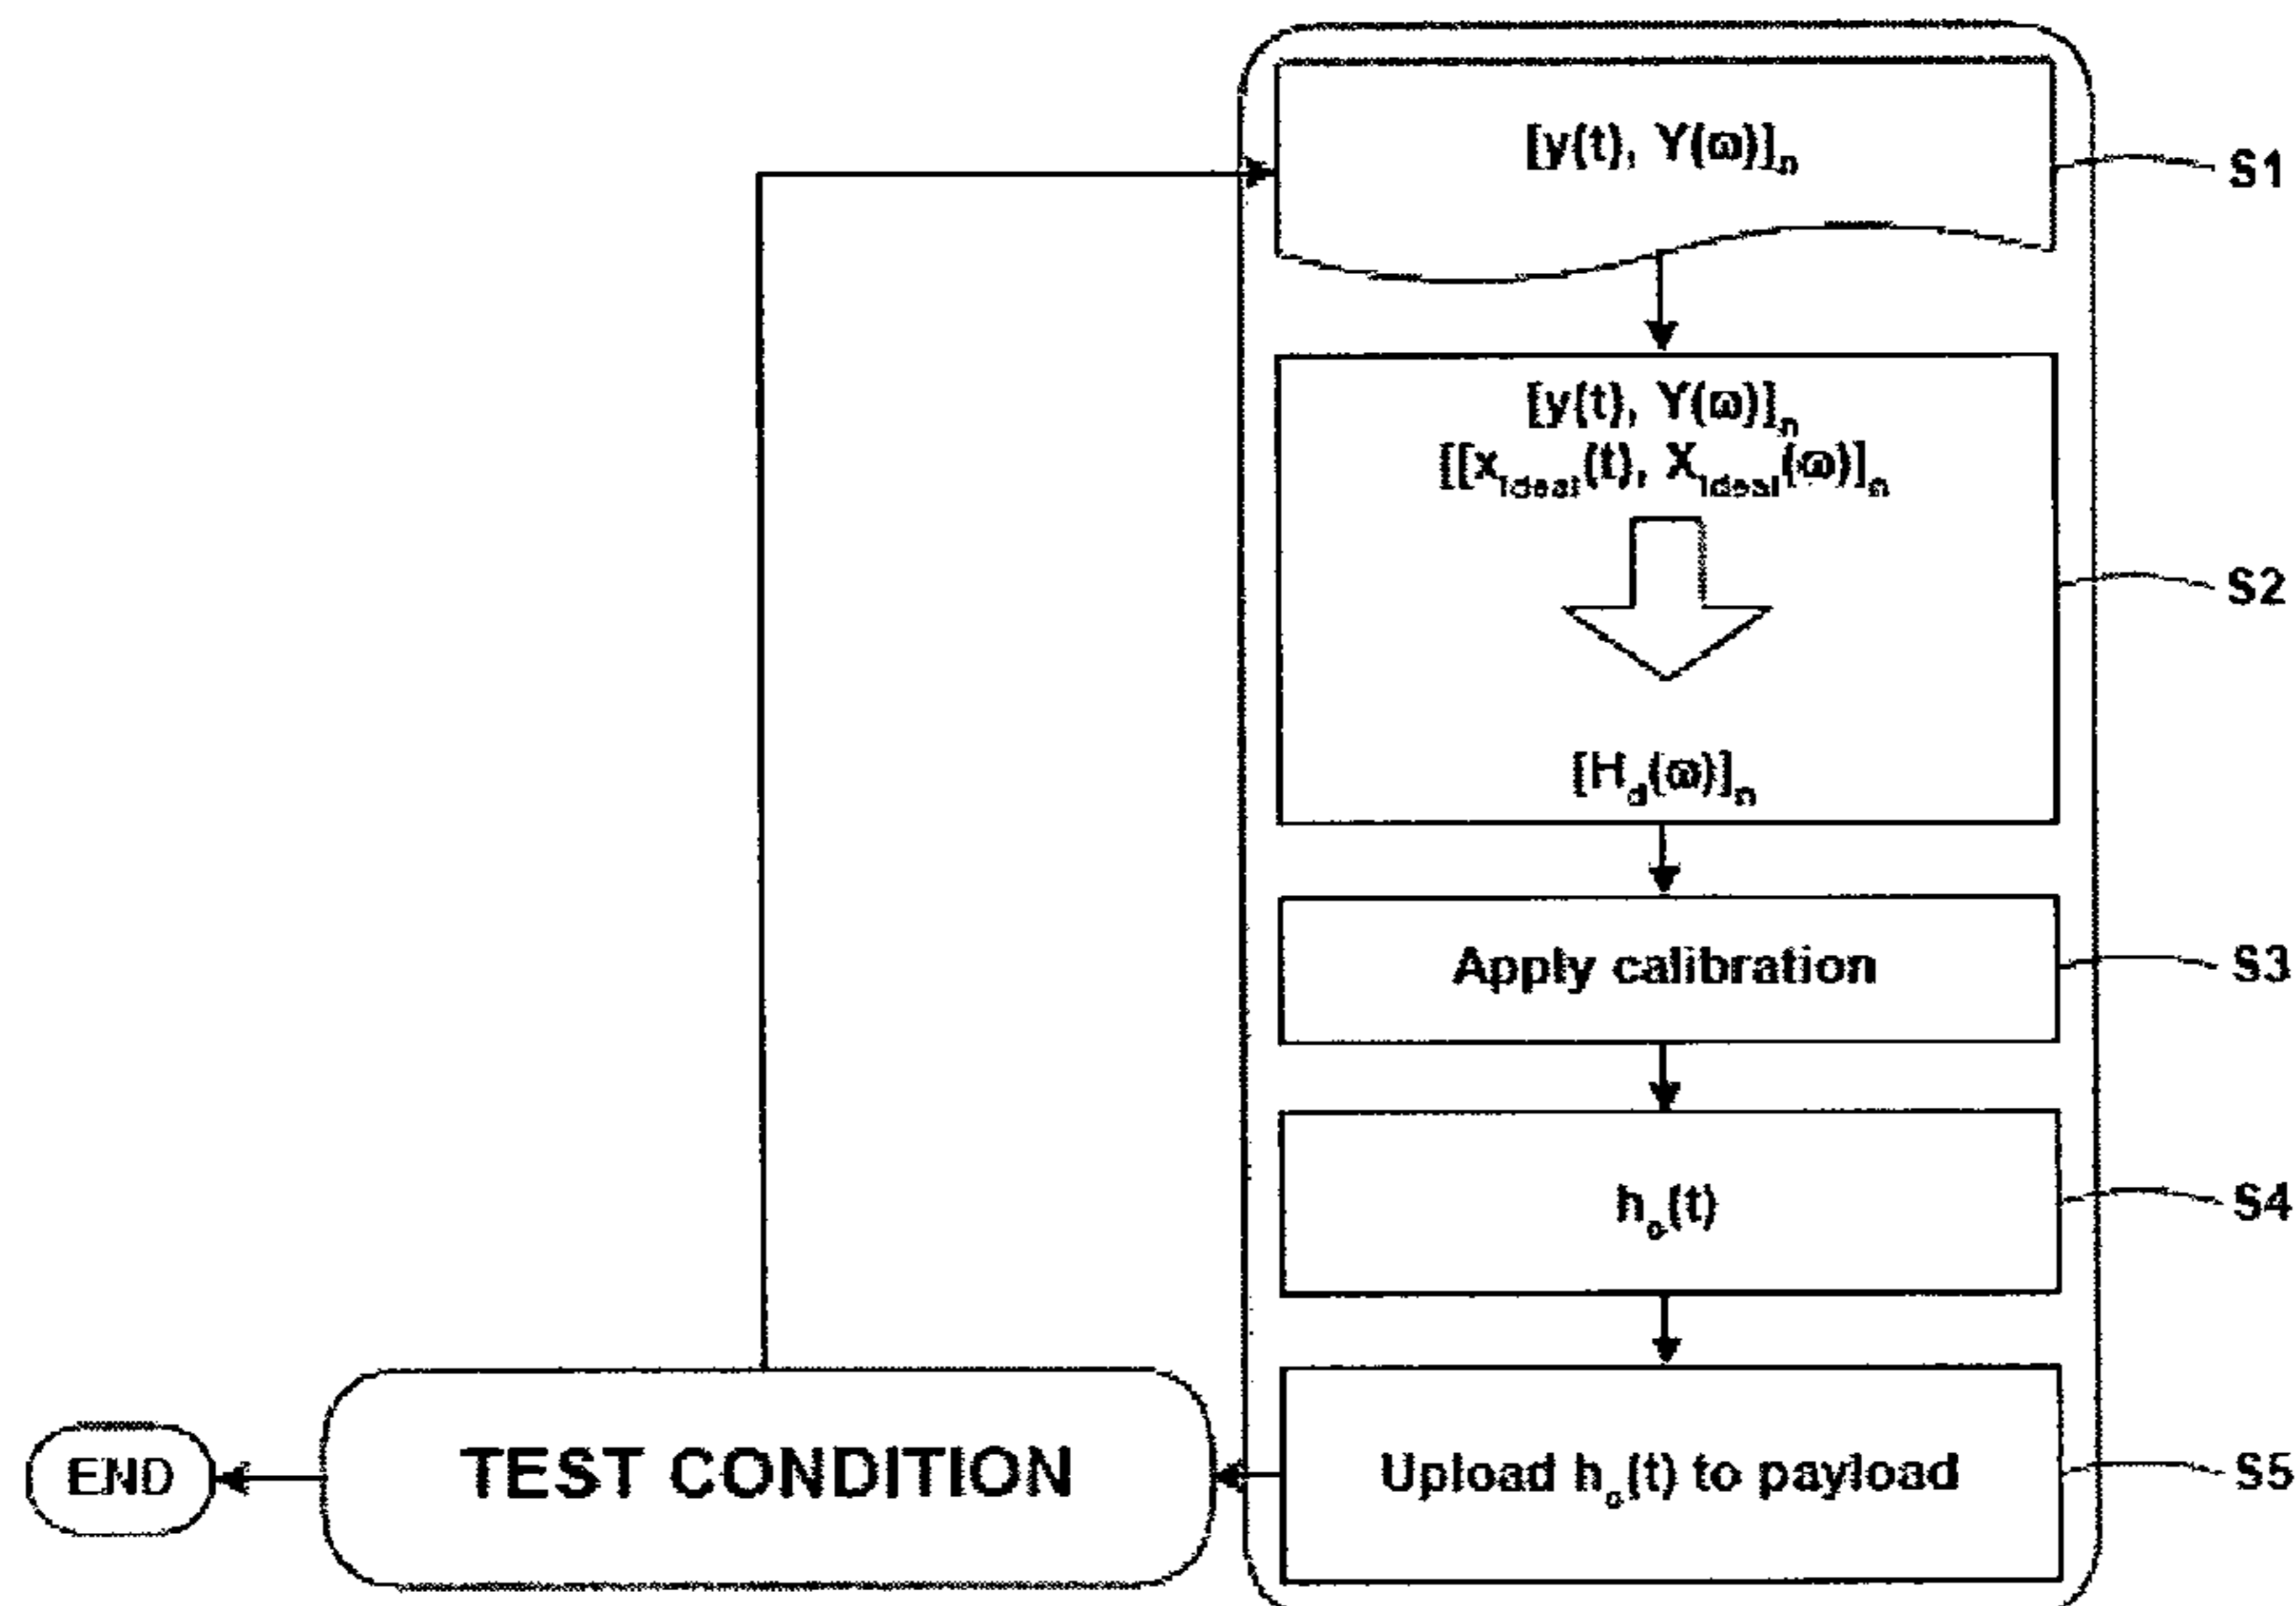 [y(t), Y(ω)]n
S1
[y(t), Y(ω)]n
[[xideal(t), Xideal(ω)]n
S2
[Hd(ω)]n
Apply calibration
S3
ho(t)
S4
END
TEST CONDITION
Upload ho(t) to payload
S5